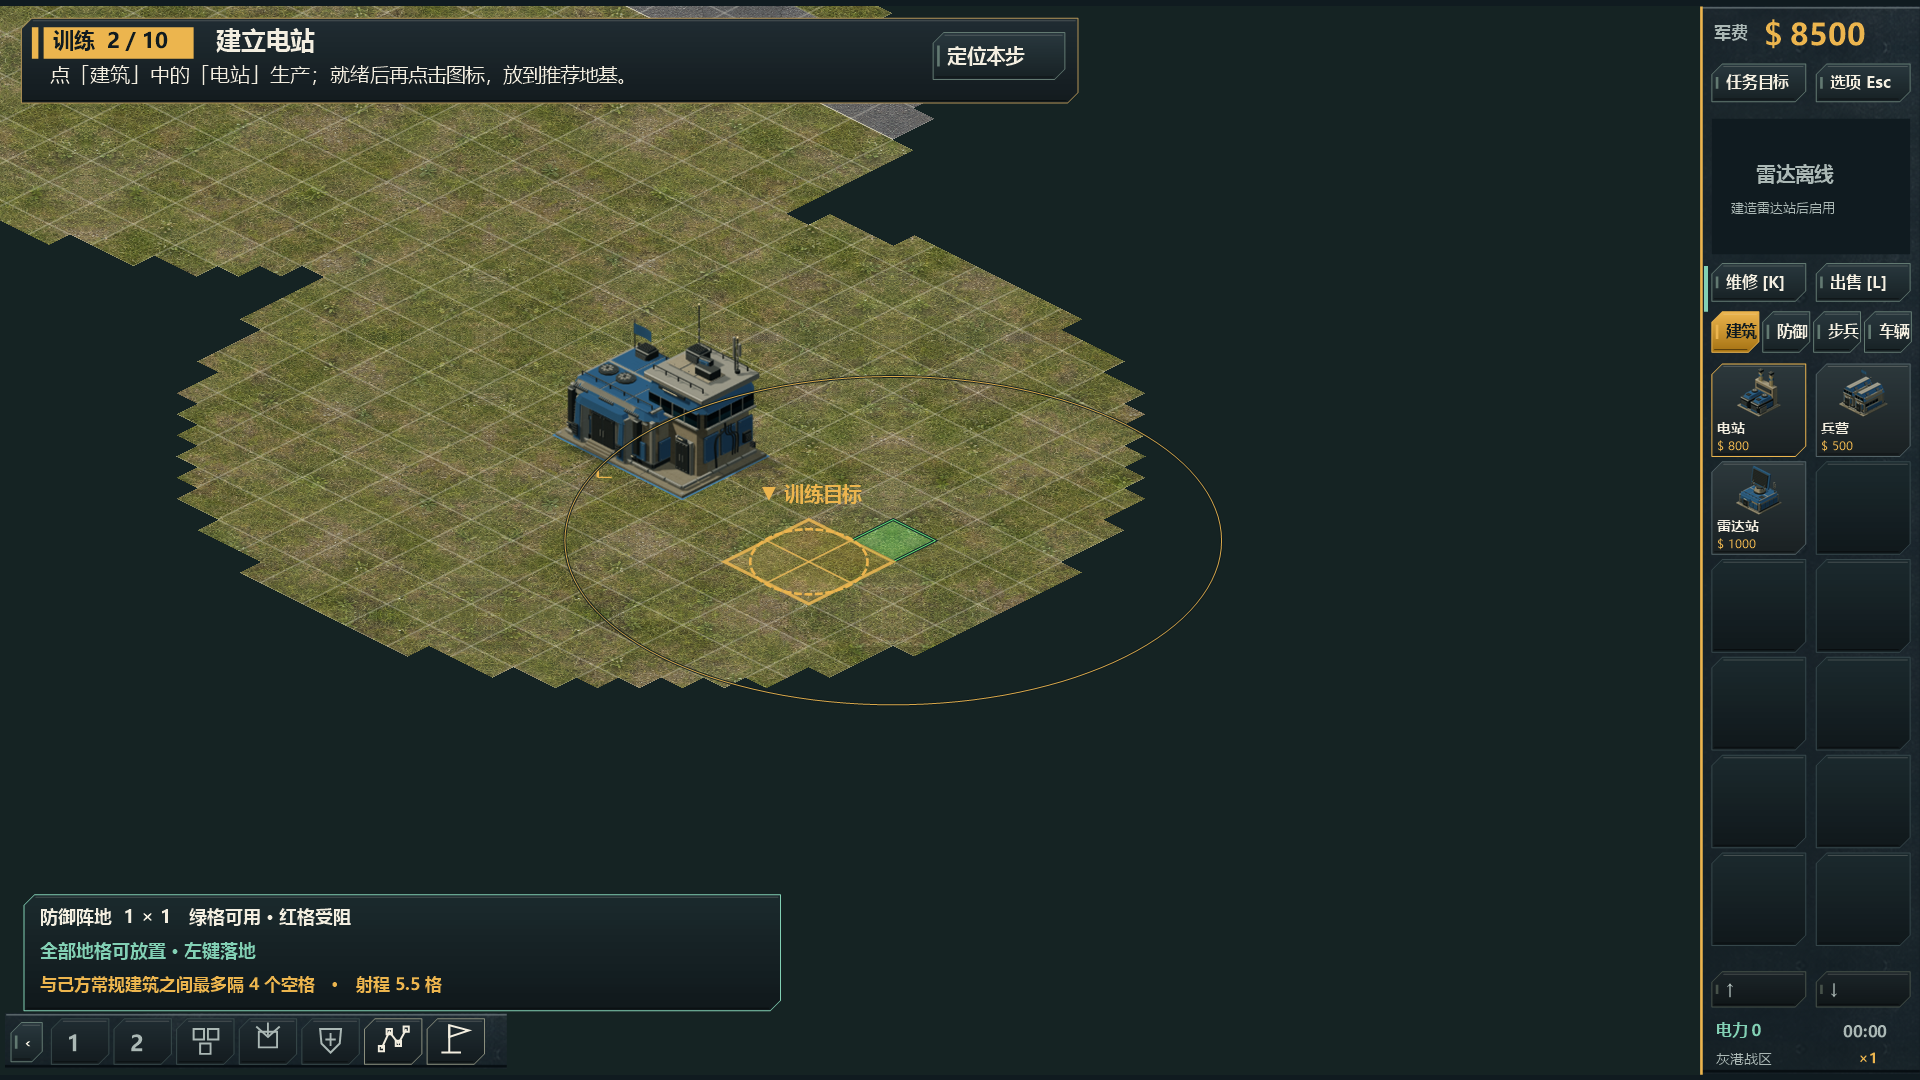 训练 2 / 10
建立电站
点「建筑」中的「电站」生产；就绪后再点击图标，放到推荐地基。
定位本步
军费 $ 8500
任务目标
选项 Esc
雷达离线
建造雷达站后启用
维修 [K]
出售 [L]
建筑
防御
步兵
车辆
电站
$ 800
兵营
$ 500
雷达站
$ 1000
▼ 训练目标
防御阵地 1 × 1 绿格可用 • 红格受阻
全部地格可放置 • 左键落地
与己方常规建筑之间最多隔 4 个空格 • 射程 5.5 格
‹
1
2
↑
↓
电力 0
00:00
灰港战区
×1